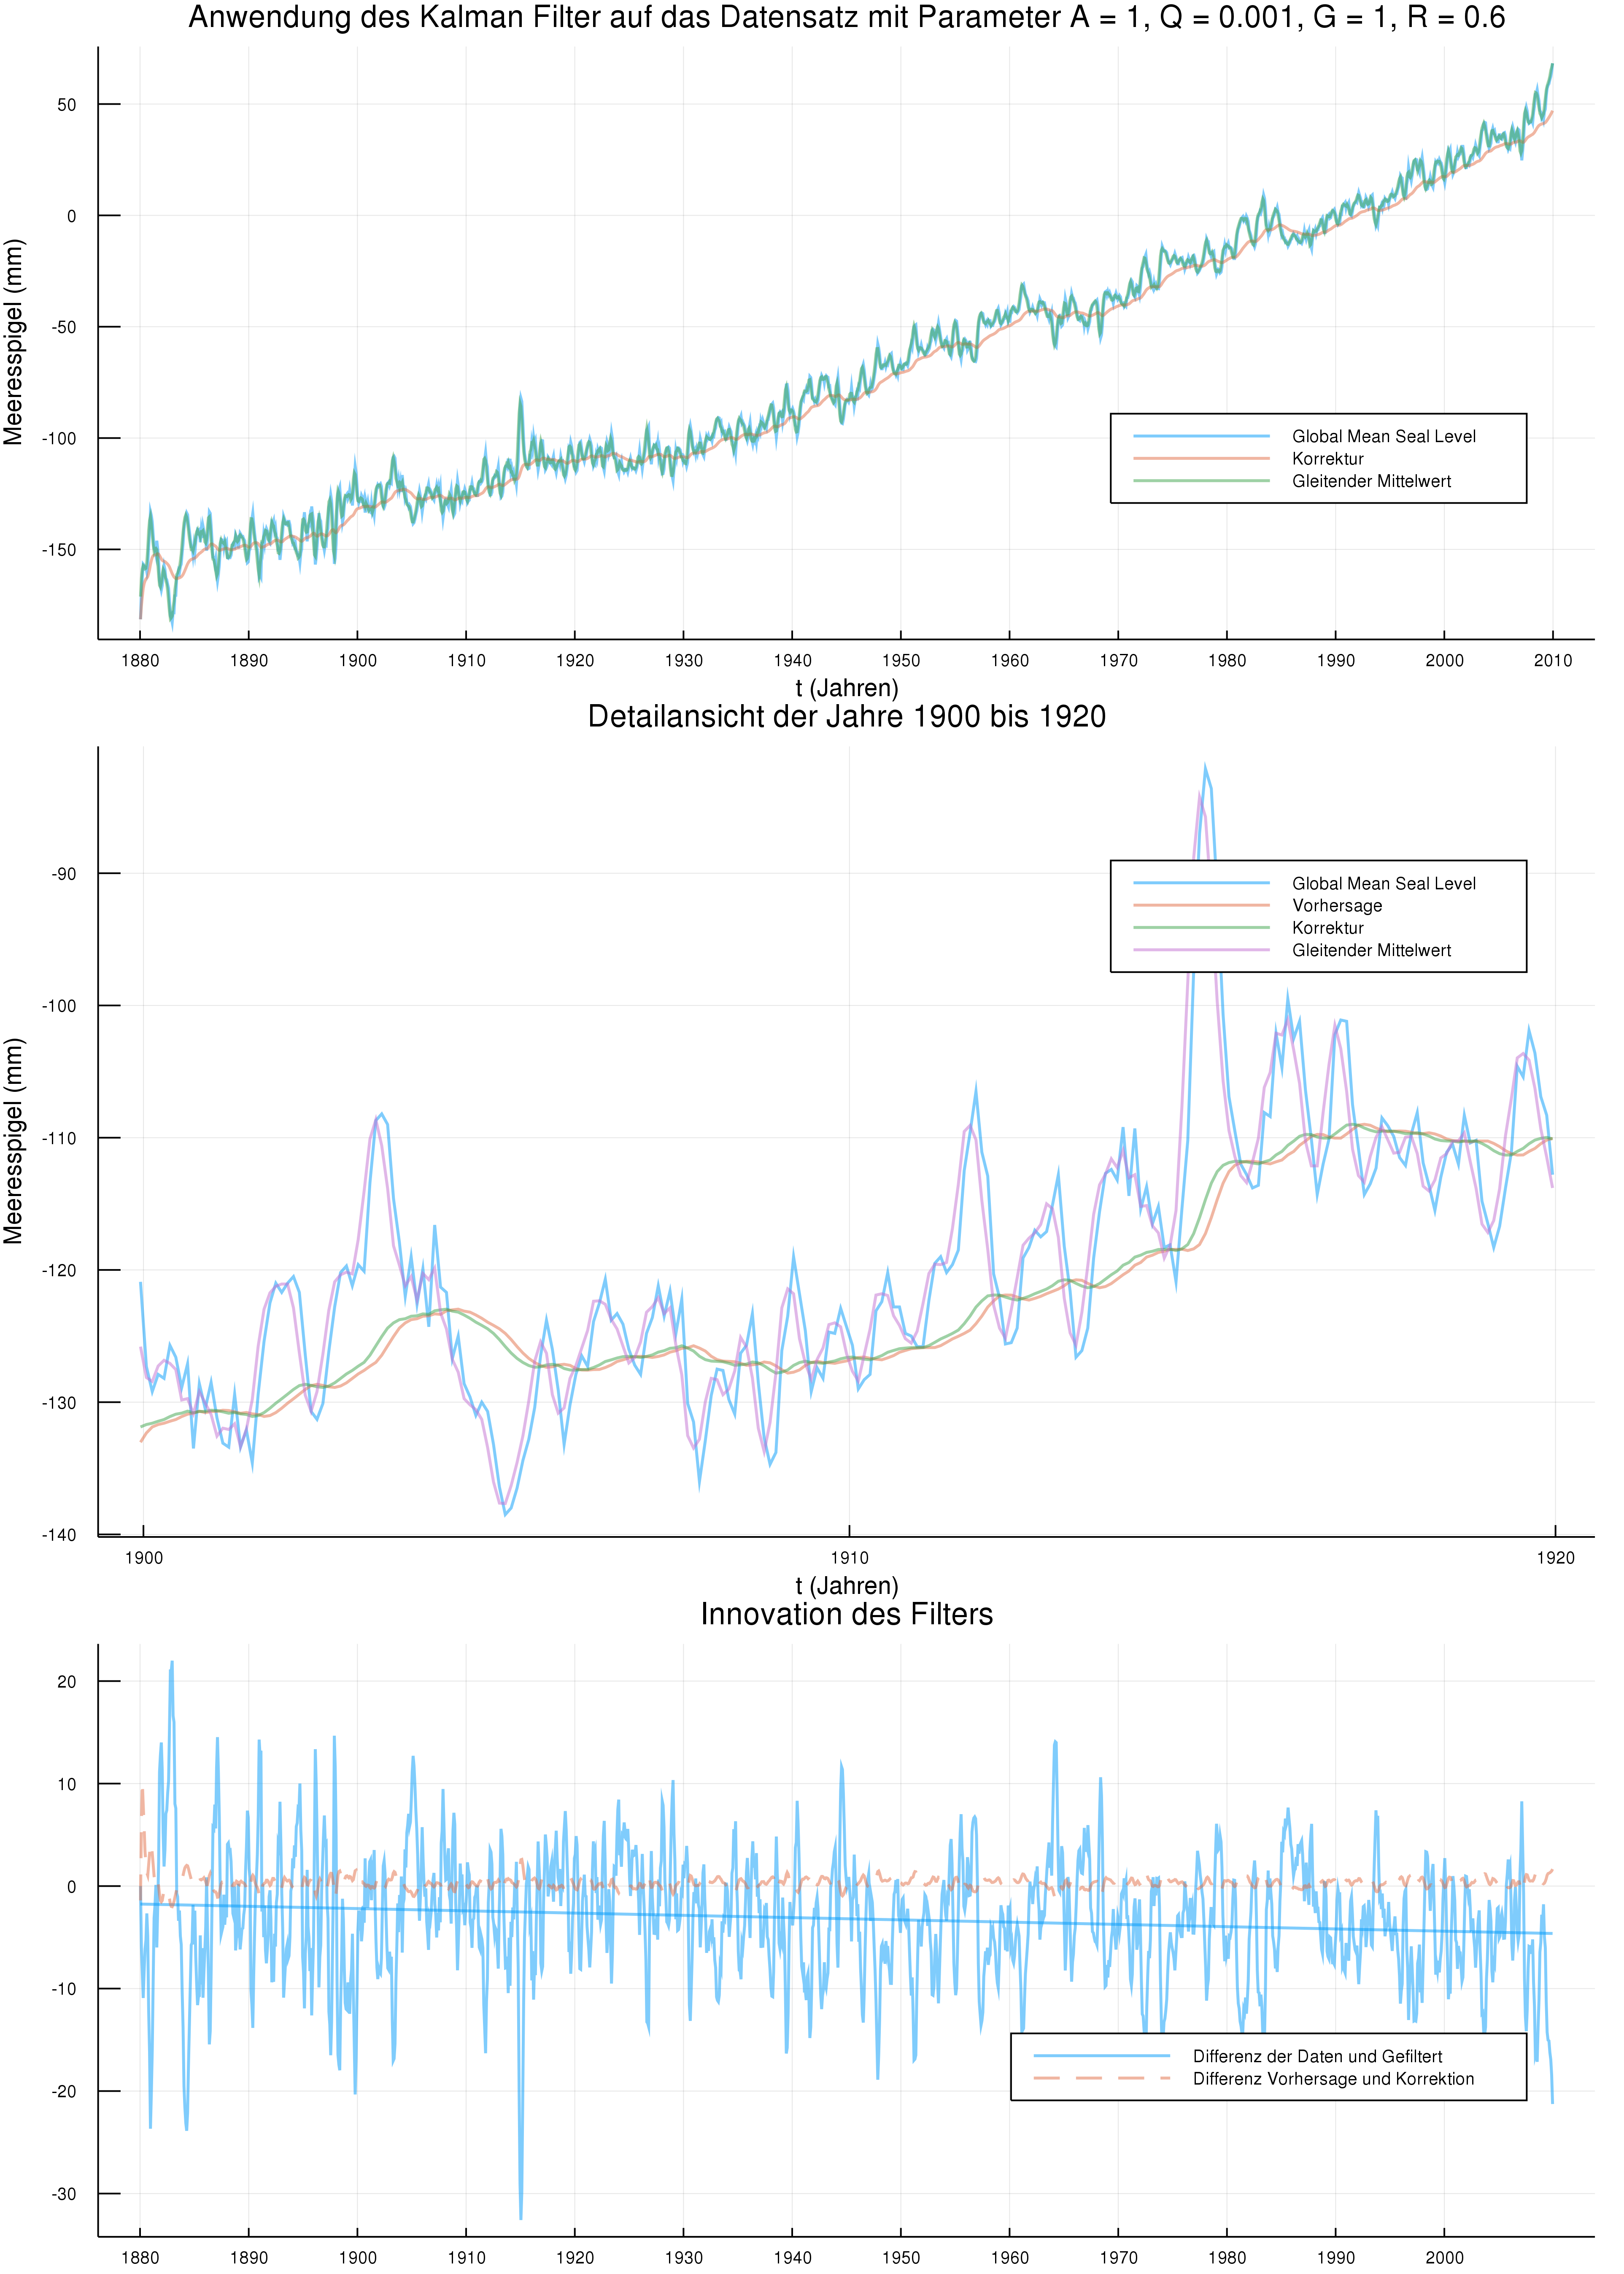 Anwendung des Kalman Filter auf das Datensatz mit Parameter A = 1, Q = 0.001, G = 1, R = 0.6
Meeresspigel (mm)
50
0
-50
-100
-150
Global Mean Seal Level
Korrektur
Gleitender Mittelwert
1880 1890 1900 1910 1920 1930 1940 1950 1960 1970 1980 1990 2000 2010
t (Jahren)
Detailansicht der Jahre 1900 bis 1920
Meeresspigel (mm)
-90
-100
-110
-120
-130
-140
Global Mean Seal Level
Vorhersage
Korrektur
Gleitender Mittelwert
1900 1910 1920
t (Jahren)
Innovation des Filters
20
10
0
-10
-20
-30
Differenz der Daten und Gefiltert
Differenz Vorhersage und Korrektion
1880 1890 1900 1910 1920 1930 1940 1950 1960 1970 1980 1990 2000